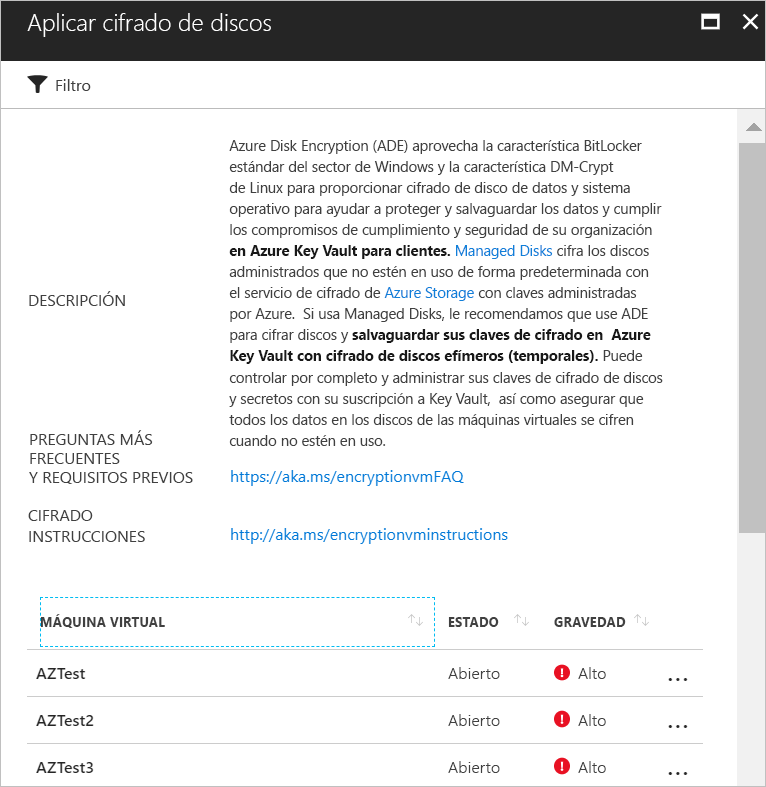 Aplicar cifrado de discos
Filtro
DESCRIPCIÓN
Azure Disk Encryption (ADE) aprovecha la característica BitLocker
estándar del sector de Windows y la característica DM-Crypt
de Linux para proporcionar cifrado de disco de datos y sistema
operativo para ayudar a proteger y salvaguardar los datos y cumplir
los compromisos de cumplimiento y seguridad de su organización
en Azure Key Vault para clientes. Managed Disks cifra los discos
administrados que no estén en uso de forma predeterminada con
el servicio de cifrado de Azure Storage con claves administradas
por Azure. Si usa Managed Disks, le recomendamos que use ADE
para cifrar discos y salvaguardar sus claves de cifrado en Azure
Key Vault con cifrado de discos efímeros (temporales). Puede
controlar por completo y administrar sus claves de cifrado de discos
y secretos con su suscripción a Key Vault, así como asegurar que
todos los datos en los discos de las máquinas virtuales se cifren
cuando no estén en uso.
PREGUNTAS MÁS
FRECUENTES
Y REQUISITOS PREVIOS
https://aka.ms/encryptionvmFAQ
CIFRADO
INSTRUCCIONES
http://aka.ms/encryptionvminstructions
MÁQUINA VIRTUAL ESTADO GRAVEDAD
AZTest Abierto Alto ...
AZTest2 Abierto Alto ...
AZTest3 Abierto Alto ...